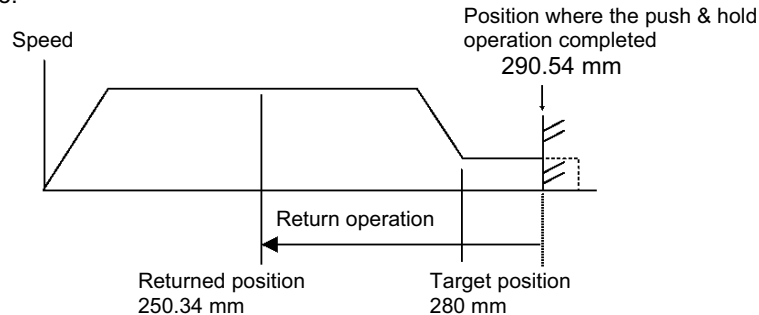 Position where the push & hold
operation completed
290.54 mm
Speed
Return operation
Returned position
250.34 mm
Target position
280 mm